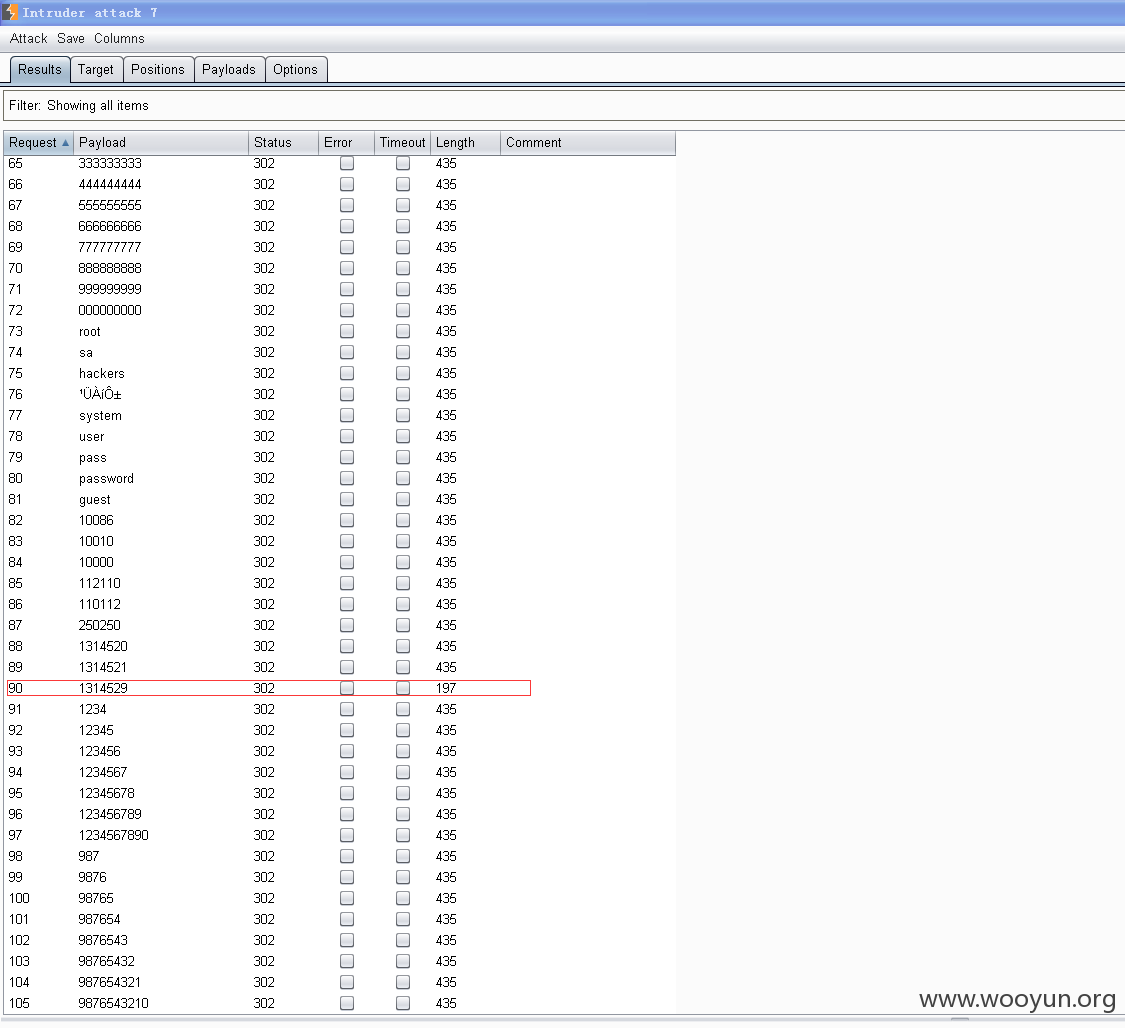 Intruder attack 7
Attack Save Columns
Results Target Positions Payloads Options
Filter: Showing all items
Request Payload Status Error Timeout Length Comment
65 333333333 302 435
66 444444444 302 435
67 555555555 302 435
68 666666666 302 435
69 777777777 302 435
70 888888888 302 435
71 999999999 302 435
72 000000000 302 435
73 root 302 435
74 sa 302 435
75 hackers 302 435
76 ¹ÜÀíÔ± 302 435
77 system 302 435
78 user 302 435
79 pass 302 435
80 password 302 435
81 guest 302 435
82 10086 302 435
83 10010 302 435
84 10000 302 435
85 112110 302 435
86 110112 302 435
87 250250 302 435
88 1314520 302 435
89 1314521 302 435
90 1314529 302 197
91 1234 302 435
92 12345 302 435
93 123456 302 435
94 1234567 302 435
95 12345678 302 435
96 123456789 302 435
97 1234567890 302 435
98 987 302 435
99 9876 302 435
100 98765 302 435
101 987654 302 435
102 9876543 302 435
103 98765432 302 435
104 987654321 302 435
105 9876543210 302 435
www.wooyun.org